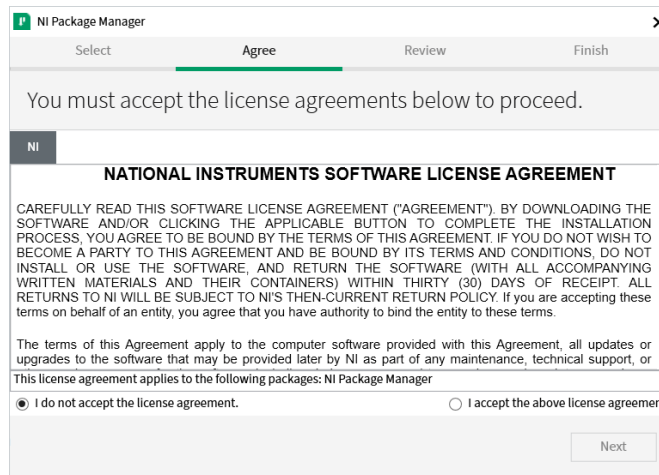 NI Package Manager
Select Agree Review Finish
You must accept the license agreements below to proceed.
NI
NATIONAL INSTRUMENTS SOFTWARE LICENSE AGREEMENT
CAREFULLY READ THIS SOFTWARE LICENSE AGREEMENT ("AGREEMENT"). BY DOWNLOADING THE
SOFTWARE AND/OR CLICKING THE APPLICABLE BUTTON TO COMPLETE THE INSTALLATION
PROCESS, YOU AGREE TO BE BOUND BY THE TERMS OF THIS AGREEMENT. IF YOU DO NOT WISH TO
BECOME A PARTY TO THIS AGREEMENT AND BE BOUND BY ITS TERMS AND CONDITIONS, DO NOT
INSTALL OR USE THE SOFTWARE, AND RETURN THE SOFTWARE (WITH ALL ACCOMPANYING
WRITTEN MATERIALS AND THEIR CONTAINERS) WITHIN THIRTY (30) DAYS OF RECEIPT. ALL
RETURNS TO NI WILL BE SUBJECT TO NI'S THEN-CURRENT RETURN POLICY. If you are accepting these
terms on behalf of an entity, you agree that you have authority to bind the entity to these terms.
The terms of this Agreement apply to the computer software provided with this Agreement, all updates or
upgrades to the software that may be provided later by NI as part of any maintenance, technical support, or
This license agreement applies to the following packages: NI Package Manager
I do not accept the license agreement. I accept the above license agreemen
Next